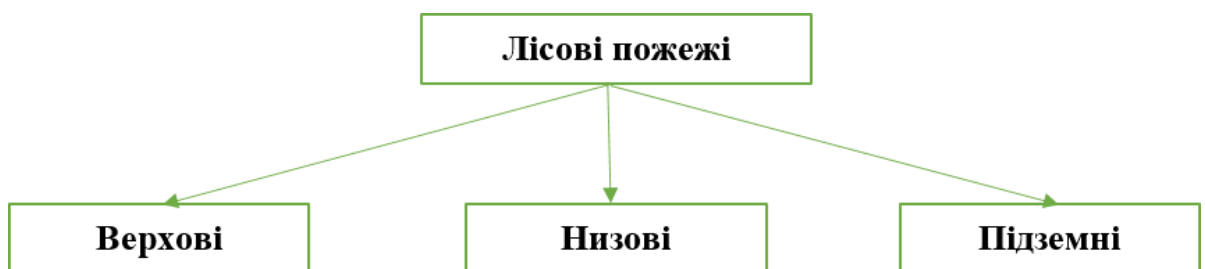 Лісові пожежі
Верхові
Низові
Підземні